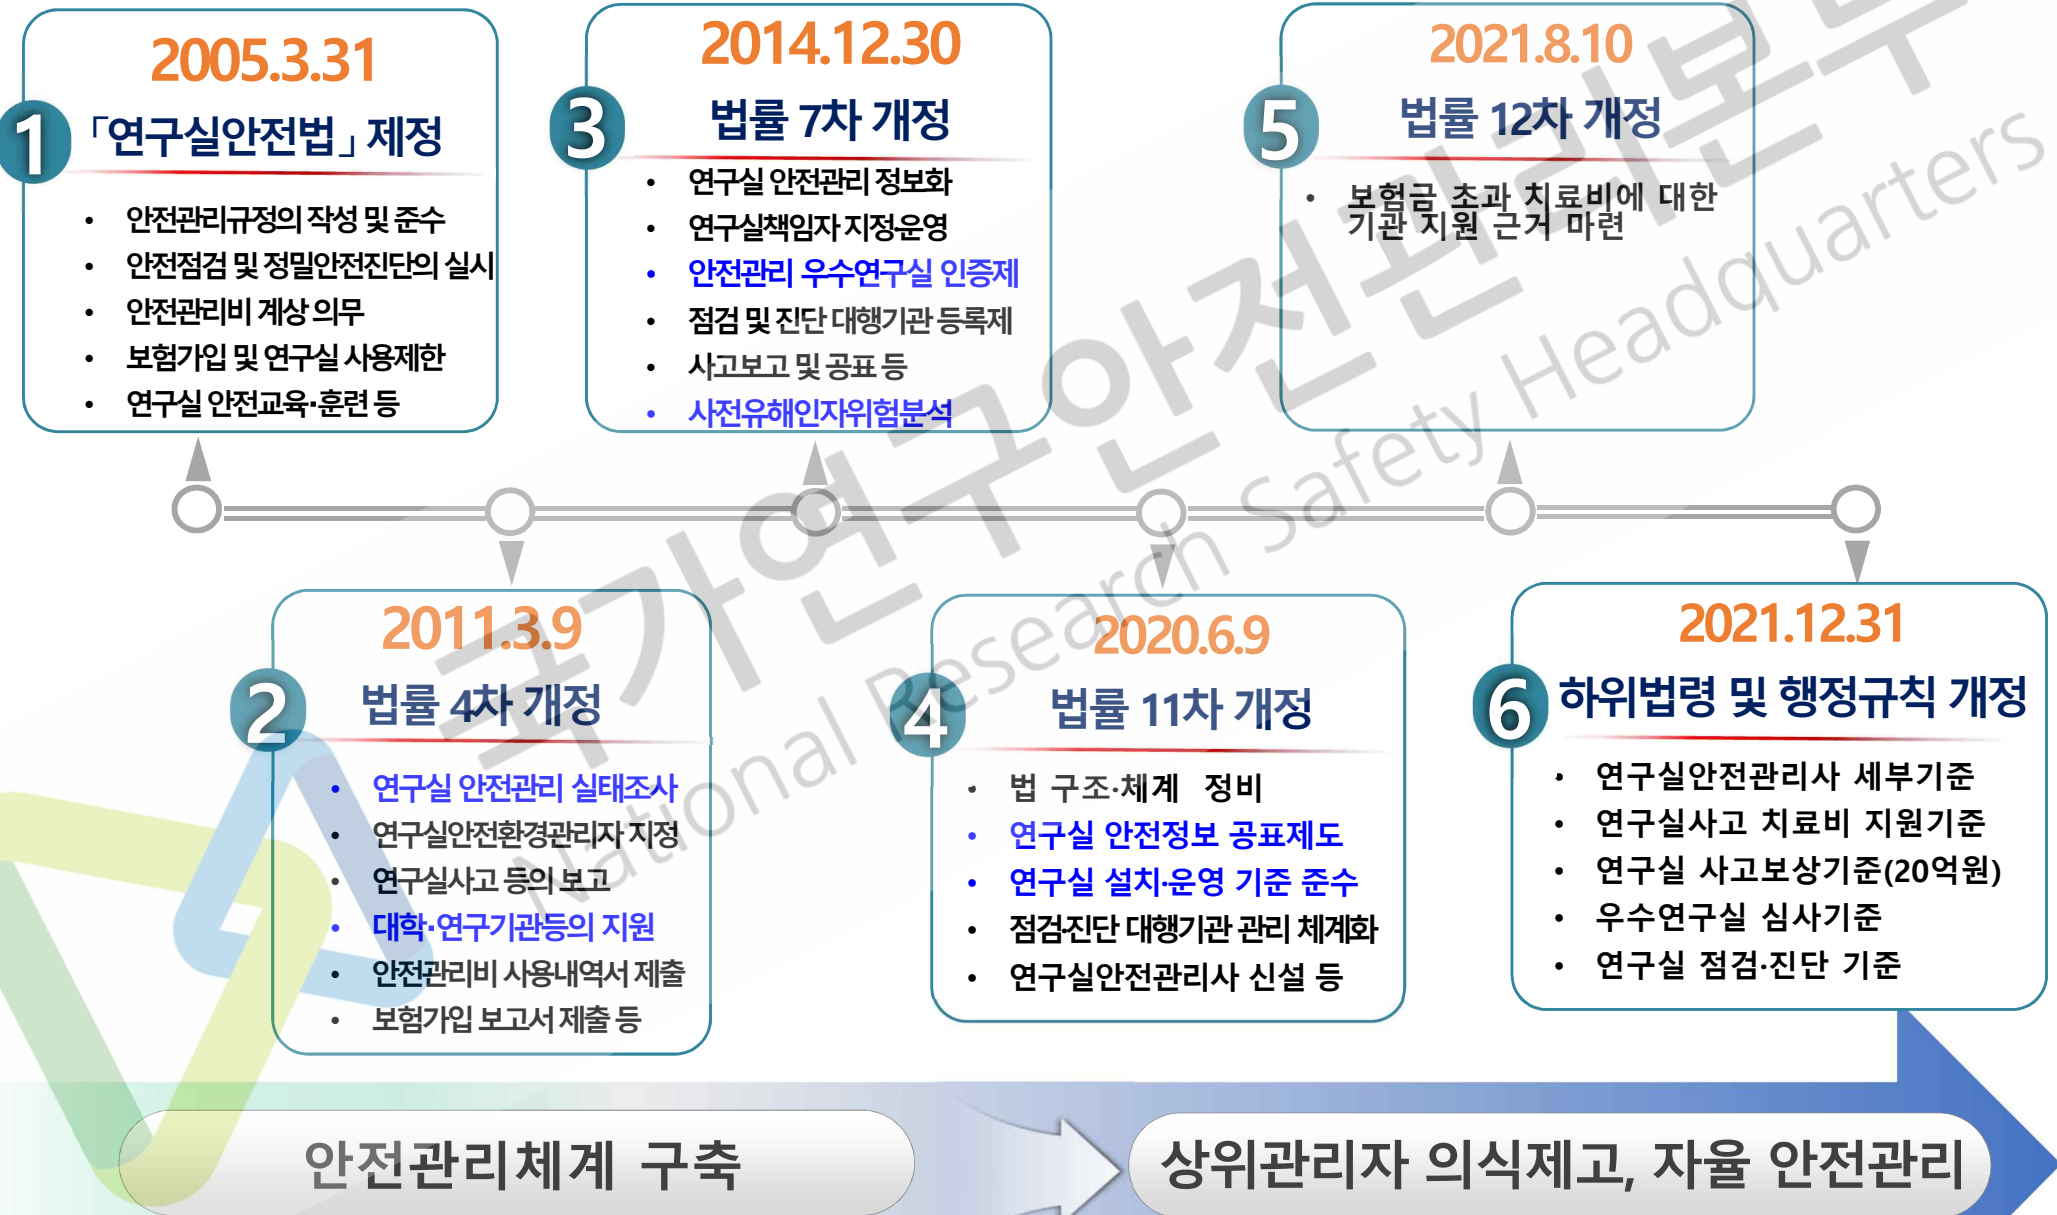 2005.3.31
1
「연구실안전법」 제정
• 안전관리규정의 작성 및 준수
• 안전점검 및 정밀안전진단의 실시
• 안전관리비 계상 의무
• 보험가입 및 연구실 사용제한
• 연구실 안전교육·훈련 등
2014.12.30
3
법률 7차 개정
• 연구실 안전관리 정보화
• 연구실책임자 지정·운영
• 안전관리 우수연구실 인증제
• 점검 및 진단 대행기관 등록제
• 사고보고 및 공표 등
• 사전유해인자위험분석
2021.8.10
5
법률 12차 개정
• 보험금 초과 치료비에 대한
기관 지원 근거 마련
2011.3.9
2
법률 4차 개정
• 연구실 안전관리 실태조사
• 연구실안전환경관리자 지정
• 연구실사고 등의 보고
• 대학·연구기관등의 지원
• 안전관리비 사용내역서 제출
• 보험가입 보고서 제출 등
2020.6.9
4
법률 11차 개정
• 법 구조·체계 정비
• 연구실 안전정보 공표제도
• 연구실 설치·운영 기준 준수
• 점검·진단 대행기관 관리 체계화
• 연구실안전관리사 신설 등
2021.12.31
6
하위법령 및 행정규칙 개정
• 연구실안전관리사 세부기준
• 연구실사고 치료비 지원기준
• 연구실 사고보상기준(20억원)
• 우수연구실 심사기준
• 연구실 점검·진단 기준
안전관리체계 구축
상위관리자 의식제고, 자율 안전관리
국가연구안전관리본부
National Research Safety Headquarters